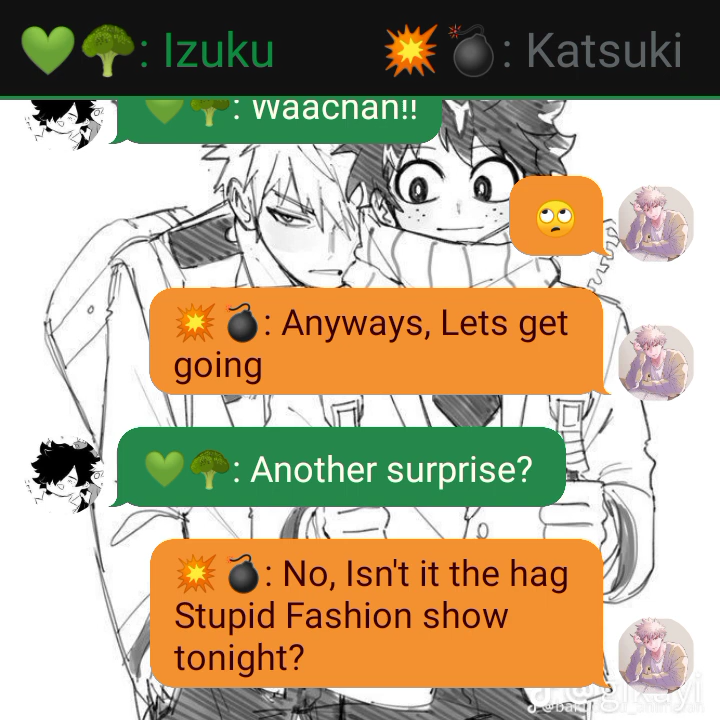 💚🥦: Izuku 💥💣: Katsuki
💚🥦: Waachan!!
🙄
💥💣: Anyways, Lets get
going
💚🥦: Another surprise?
💥💣: No, Isn't it the hag
Stupid Fashion show
tonight?